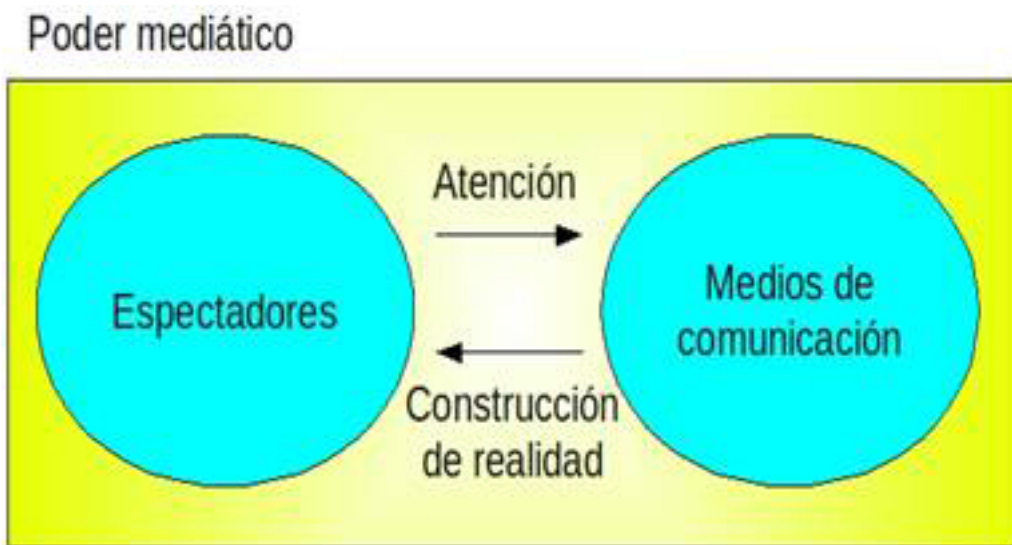 Poder mediático
Atención
Espectadores
Medios de
comunicación
Construcción
de realidad